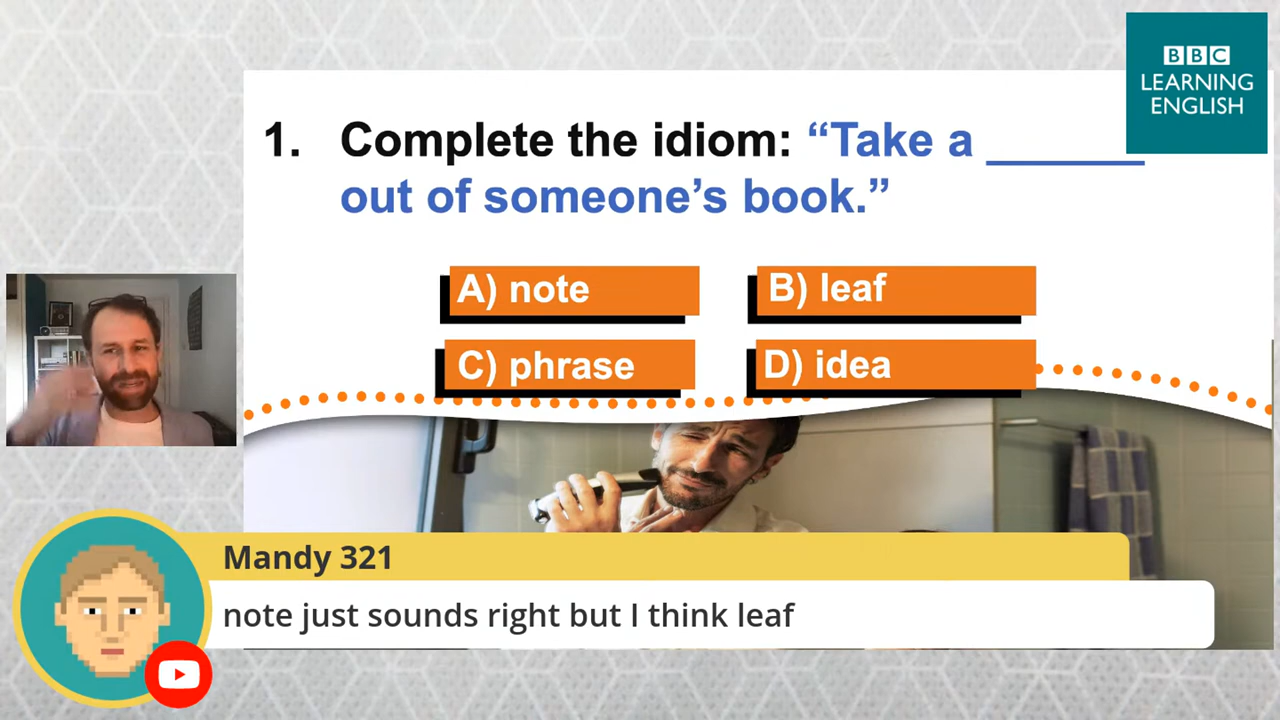 BBC
LEARNING
ENGLISH
1. Complete the idiom: “Take a ______
out of someone’s book.”
A) note
B) leaf
C) phrase
D) idea
Mandy 321
note just sounds right but I think leaf